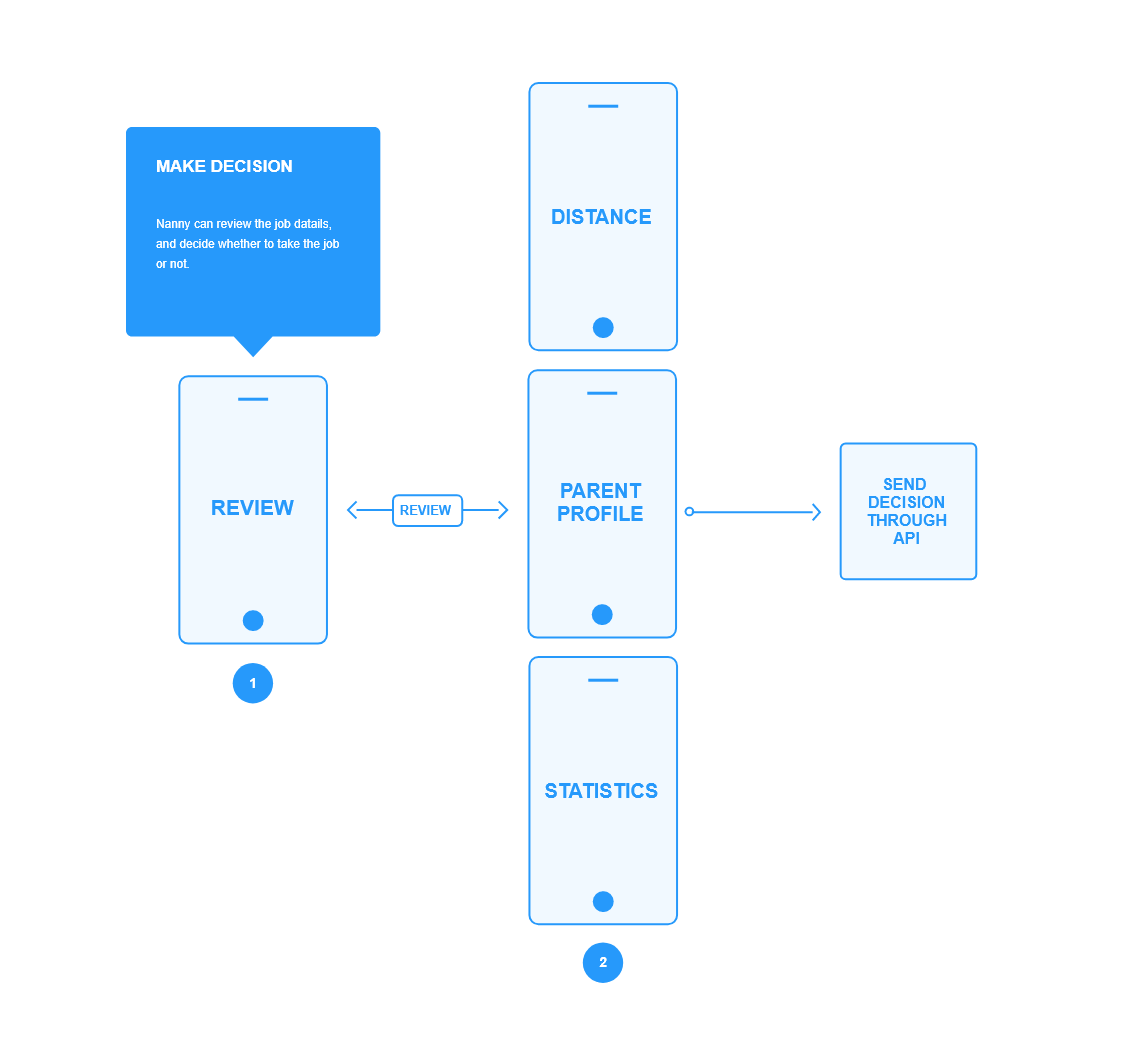 MAKE DECISION
Nanny can review the job datails,
and decide whether to take the job
or not.
REVIEW
1
REVIEW
DISTANCE
PARENT
PROFILE
STATISTICS
2
SEND
DECISION
THROUGH
API